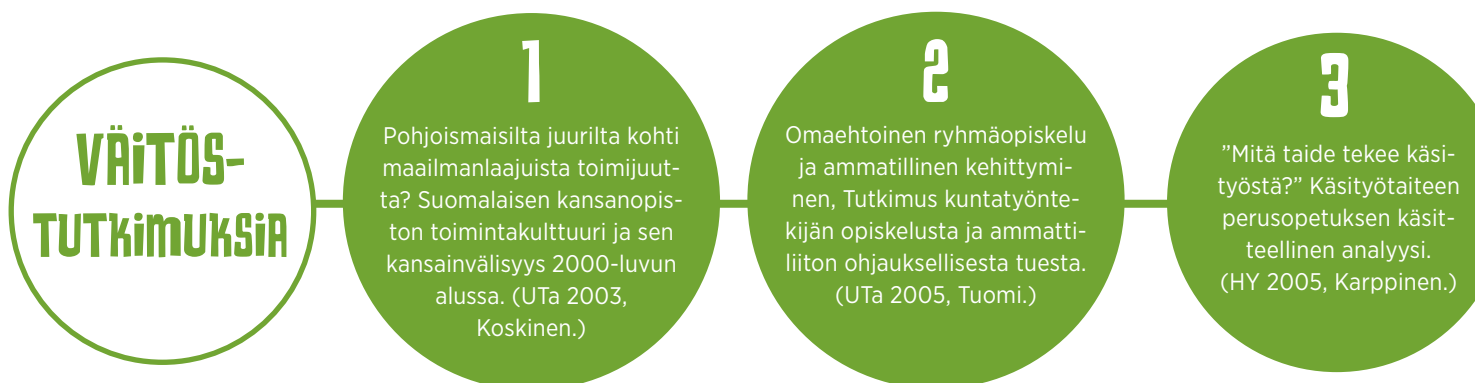 VÄITÖS-
TUTKIMUKSIA
1
Pohjoismaisilta juurilta kohti
maailmanlaajuista toimijuut-
ta? Suomalaisen kansanopis-
ton toimintakulttuuri ja sen
kansainvälisyys 2000-luvun
alussa. (UTa 2003,
Koskinen.)
2
Omaehtoinen ryhmäopiskelu
ja ammatillinen kehittymi-
nen, Tutkimus kuntatyönte-
kijän opiskelusta ja ammatti-
liiton ohjauksellisesta tuesta.
(UTa 2005, Tuomi.)
3
”Mitä taide tekee käsi-
työstä?” Käsityötaiteen
perusopetuksen käsit-
teellinen analyysi.
(HY 2005, Karppinen.)